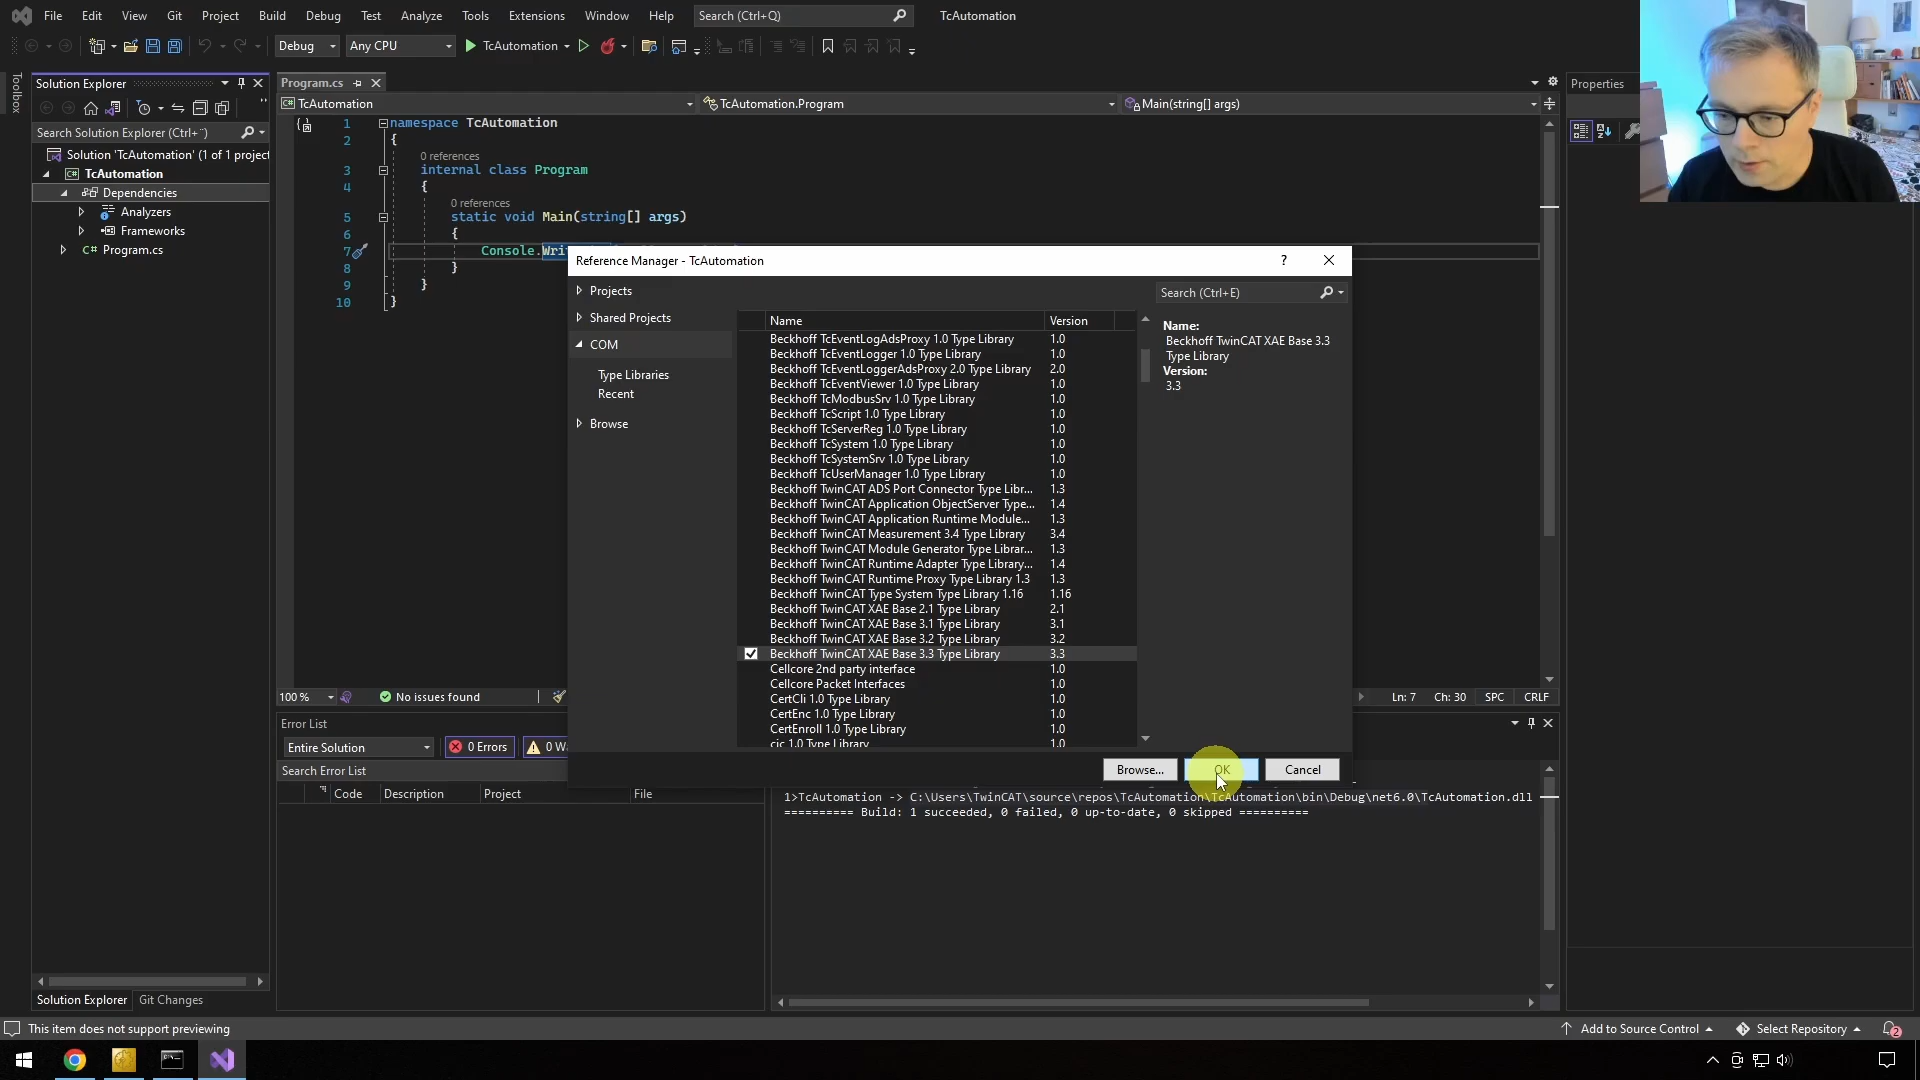 File Edit View Git Project Build Debug Test Analyze Tools Extensions Window Help Search (Ctrl+Q) TcAutomation
Debug Any CPU TcAutomation
Toolbox
Solution Explorer
Search Solution Explorer (Ctrl+¨)
Solution 'TcAutomation' (1 of 1 project
TcAutomation
Dependencies
Analyzers
Frameworks
C# Program.cs
Program.cs
C# TcAutomation TcAutomation.Program Main(string[] args)
1 namespace TcAutomation
2 {
0 references
3 internal class Program
4 {
0 references
5 static void Main(string[] args)
6 {
7 Console.Wri
8 }
9 }
10 }
Properties
Reference Manager - TcAutomation ?
Projects
Shared Projects
COM
Type Libraries
Recent
Browse
Search (Ctrl+E)
Name Version
Beckhoff TcEventLogAdsProxy 1.0 Type Library 1.0
Beckhoff TcEventLogger 1.0 Type Library 1.0
Beckhoff TcEventLoggerAdsProxy 2.0 Type Library 2.0
Beckhoff TcEventViewer 1.0 Type Library 1.0
Beckhoff TcModbusSrv 1.0 Type Library 1.0
Beckhoff TcScript 1.0 Type Library 1.0
Beckhoff TcServerReg 1.0 Type Library 1.0
Beckhoff TcSystem 1.0 Type Library 1.0
Beckhoff TcSystemSrv 1.0 Type Library 1.0
Beckhoff TcUserManager 1.0 Type Library 1.0
Beckhoff TwinCAT ADS Port Connector Type Libr... 1.3
Beckhoff TwinCAT Application ObjectServer Type... 1.4
Beckhoff TwinCAT Application Runtime Module... 1.3
Beckhoff TwinCAT Measurement 3.4 Type Library 3.4
Beckhoff TwinCAT Module Generator Type Librar... 1.3
Beckhoff TwinCAT Runtime Adapter Type Library... 1.4
Beckhoff TwinCAT Runtime Proxy Type Library 1.3 1.3
Beckhoff TwinCAT Type System Type Library 1.16 1.16
Beckhoff TwinCAT XAE Base 2.1 Type Library 2.1
Beckhoff TwinCAT XAE Base 3.1 Type Library 3.1
Beckhoff TwinCAT XAE Base 3.2 Type Library 3.2
Beckhoff TwinCAT XAE Base 3.3 Type Library 3.3
Cellcore 2nd party interface 1.0
Cellcore Packet Interfaces 1.0
CertCli 1.0 Type Library 1.0
CertEnc 1.0 Type Library 1.0
CertEnroll 1.0 Type Library 1.0
cic 1.0 Type Library 1.0
Name:
Beckhoff TwinCAT XAE Base 3.3
Type Library
Version:
3.3
Browse... OK Cancel
100 % No issues found Ln: 7 Ch: 30 SPC CRLF
Error List
Entire Solution 0 Errors 0 Wa
Search Error List
Code Description Project File
1>TcAutomation -> C:\Users\TwinCAT\source\repos\TcAutomation\TcAutomation\bin\Debug\net6.0\TcAutomation.dll
========== Build: 1 succeeded, 0 failed, 0 up-to-date, 0 skipped ==========
Solution Explorer Git Changes
This item does not support previewing Add to Source Control Select Repository 2